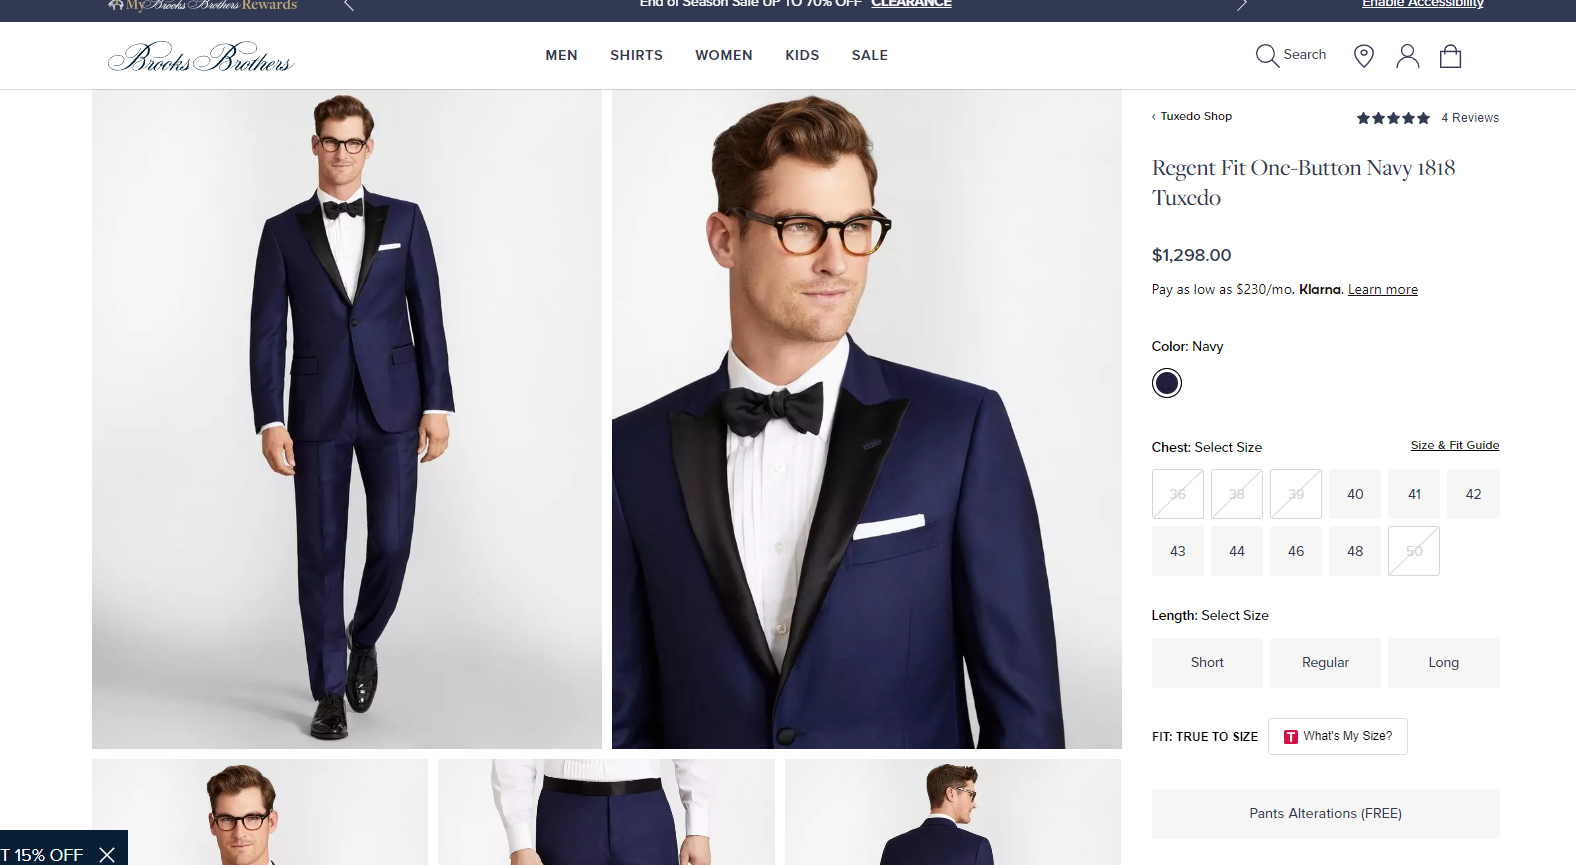 My Brooks Brothers Rewards
End of Season Sale UP TO 70% OFF CLEARANCE
Enable Accessibility
Brooks Brothers
MEN SHIRTS WOMEN KIDS SALE
Search
‹ Tuxedo Shop
4 Reviews
Regent Fit One-Button Navy 1818
Tuxedo
$1,298.00
Pay as low as $230/mo. Klarna. Learn more
Color: Navy
Chest: Select Size
Size & Fit Guide
36 38 39 40 41 42
43 44 46 48 50
Length: Select Size
Short Regular Long
FIT: TRUE TO SIZE
T What's My Size?
Pants Alterations (FREE)
T 15% OFF